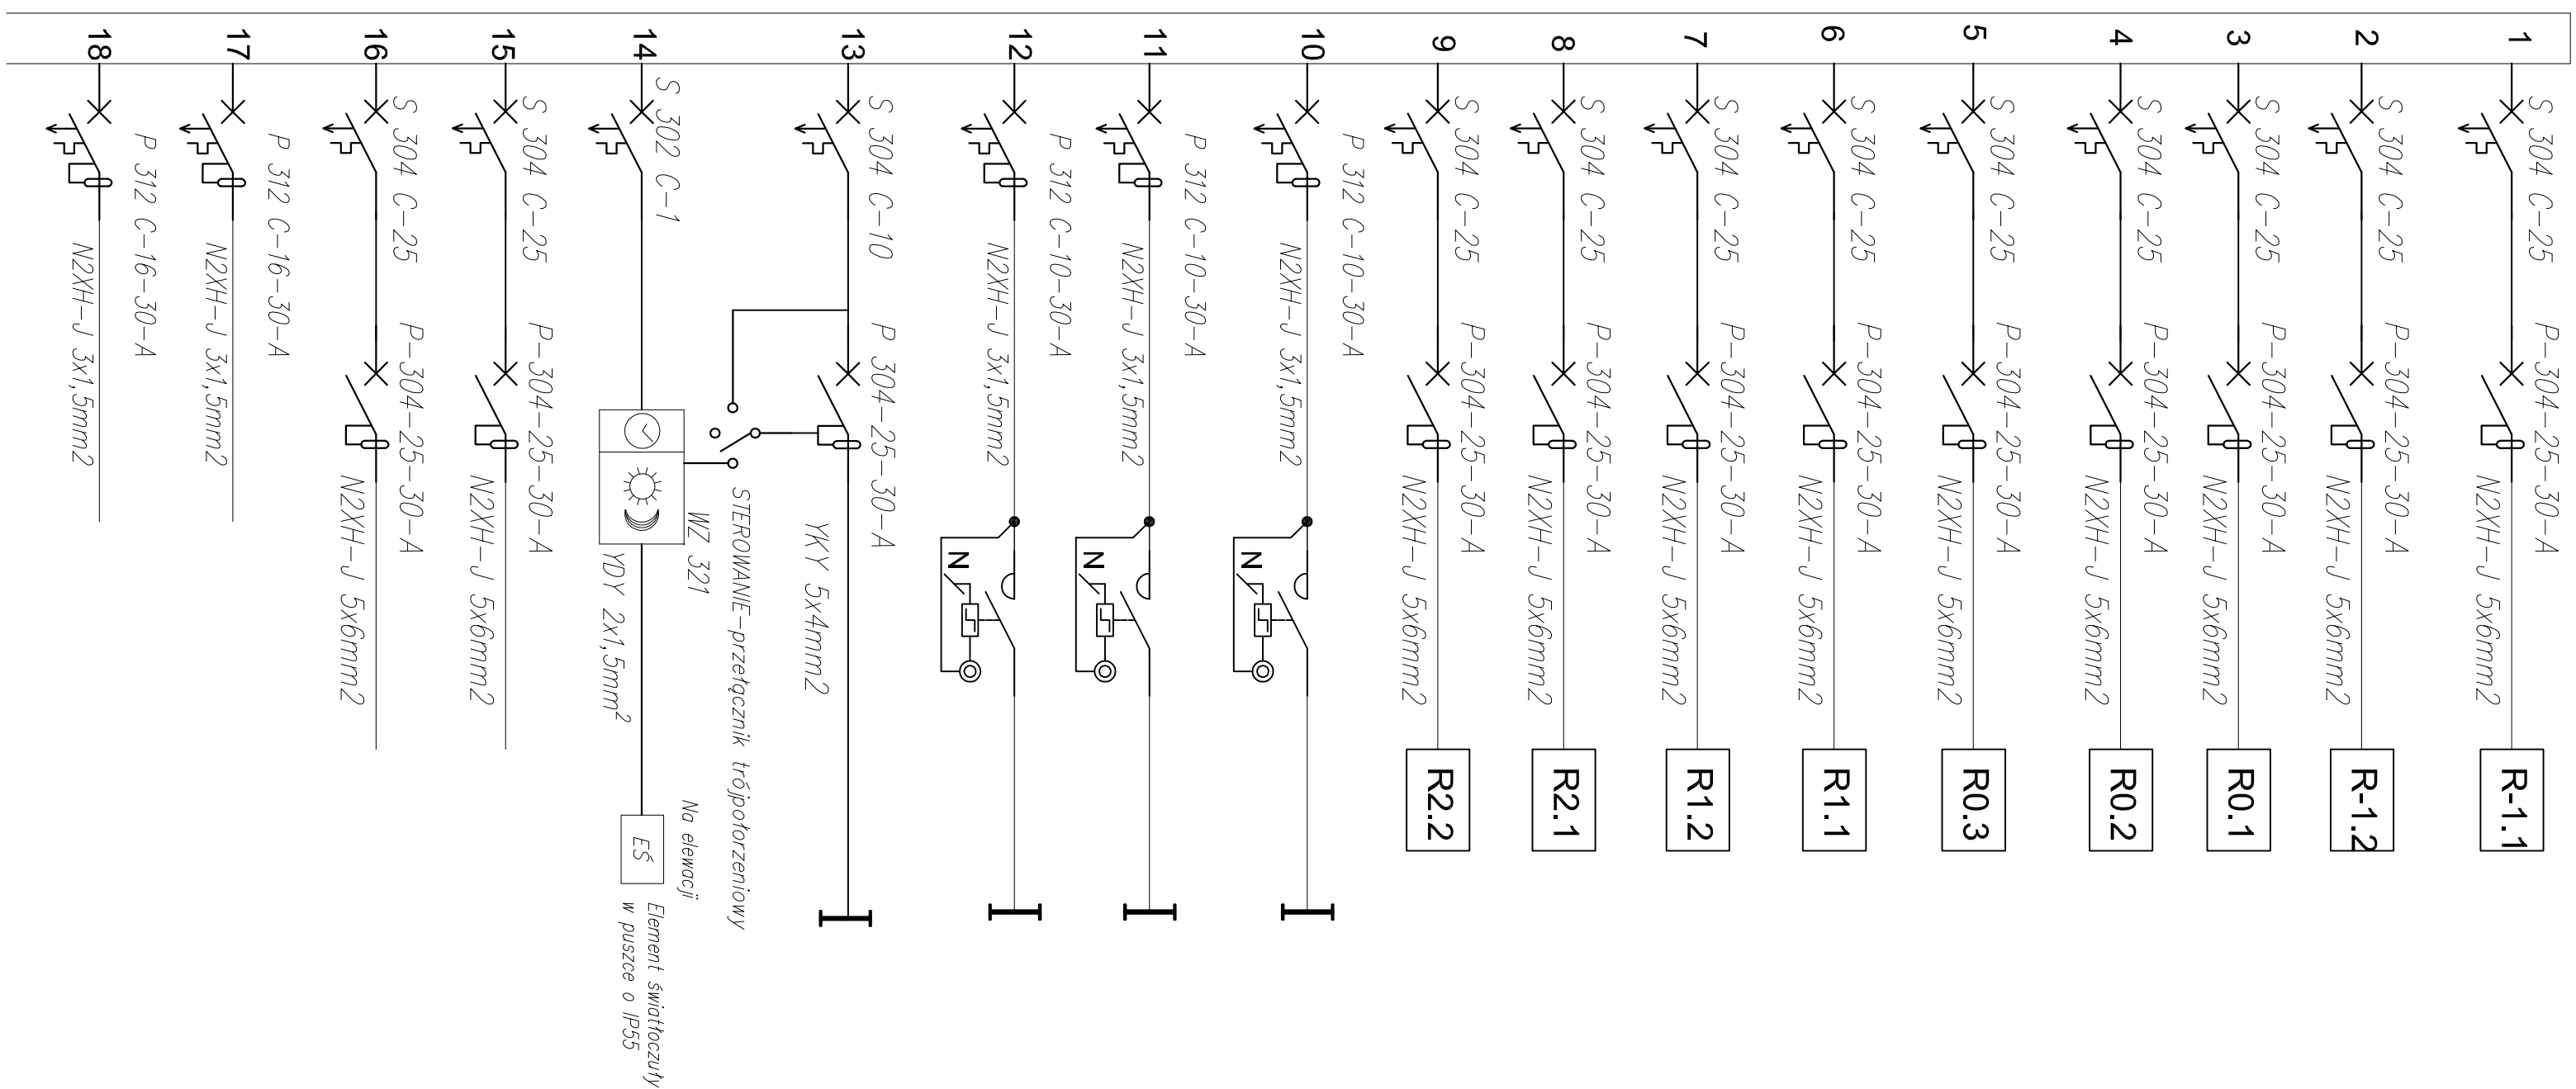 1
S 304 C-25
P-304-25-30-A
N2XH-J 5x6mm2
R-1.1
2
S 304 C-25
P-304-25-30-A
N2XH-J 5x6mm2
R-1.2
3
S 304 C-25
P-304-25-30-A
N2XH-J 5x6mm2
R0.1
4
S 304 C-25
P-304-25-30-A
N2XH-J 5x6mm2
R0.2
5
S 304 C-25
P-304-25-30-A
N2XH-J 5x6mm2
R0.3
6
S 304 C-25
P-304-25-30-A
N2XH-J 5x6mm2
R1.1
7
S 304 C-25
P-304-25-30-A
N2XH-J 5x6mm2
R1.2
8
S 304 C-25
P-304-25-30-A
N2XH-J 5x6mm2
R2.1
9
S 304 C-25
P-304-25-30-A
N2XH-J 5x6mm2
R2.2
10
P 312 C-10-30-A
N2XH-J 3x1,5mm2
N
11
P 312 C-10-30-A
N2XH-J 3x1,5mm2
N
12
P 312 C-10-30-A
N2XH-J 3x1,5mm2
N
13
S 304 C-10
P 304-25-30-A
YKY 5x4mm2
STEROWANIE-przełącznik trójpołorzeniowy
14
S 302 C-1
WZ 321
YDY 2x1,5mm²
Na elewacji
EŚ
Element światłoczuły
w puszce o IP55
15
S 304 C-25
P-304-25-30-A
N2XH-J 5x6mm2
16
S 304 C-25
P-304-25-30-A
N2XH-J 5x6mm2
17
P 312 C-16-30-A
N2XH-J 3x1,5mm2
18
P 312 C-16-30-A
N2XH-J 3x1,5mm2